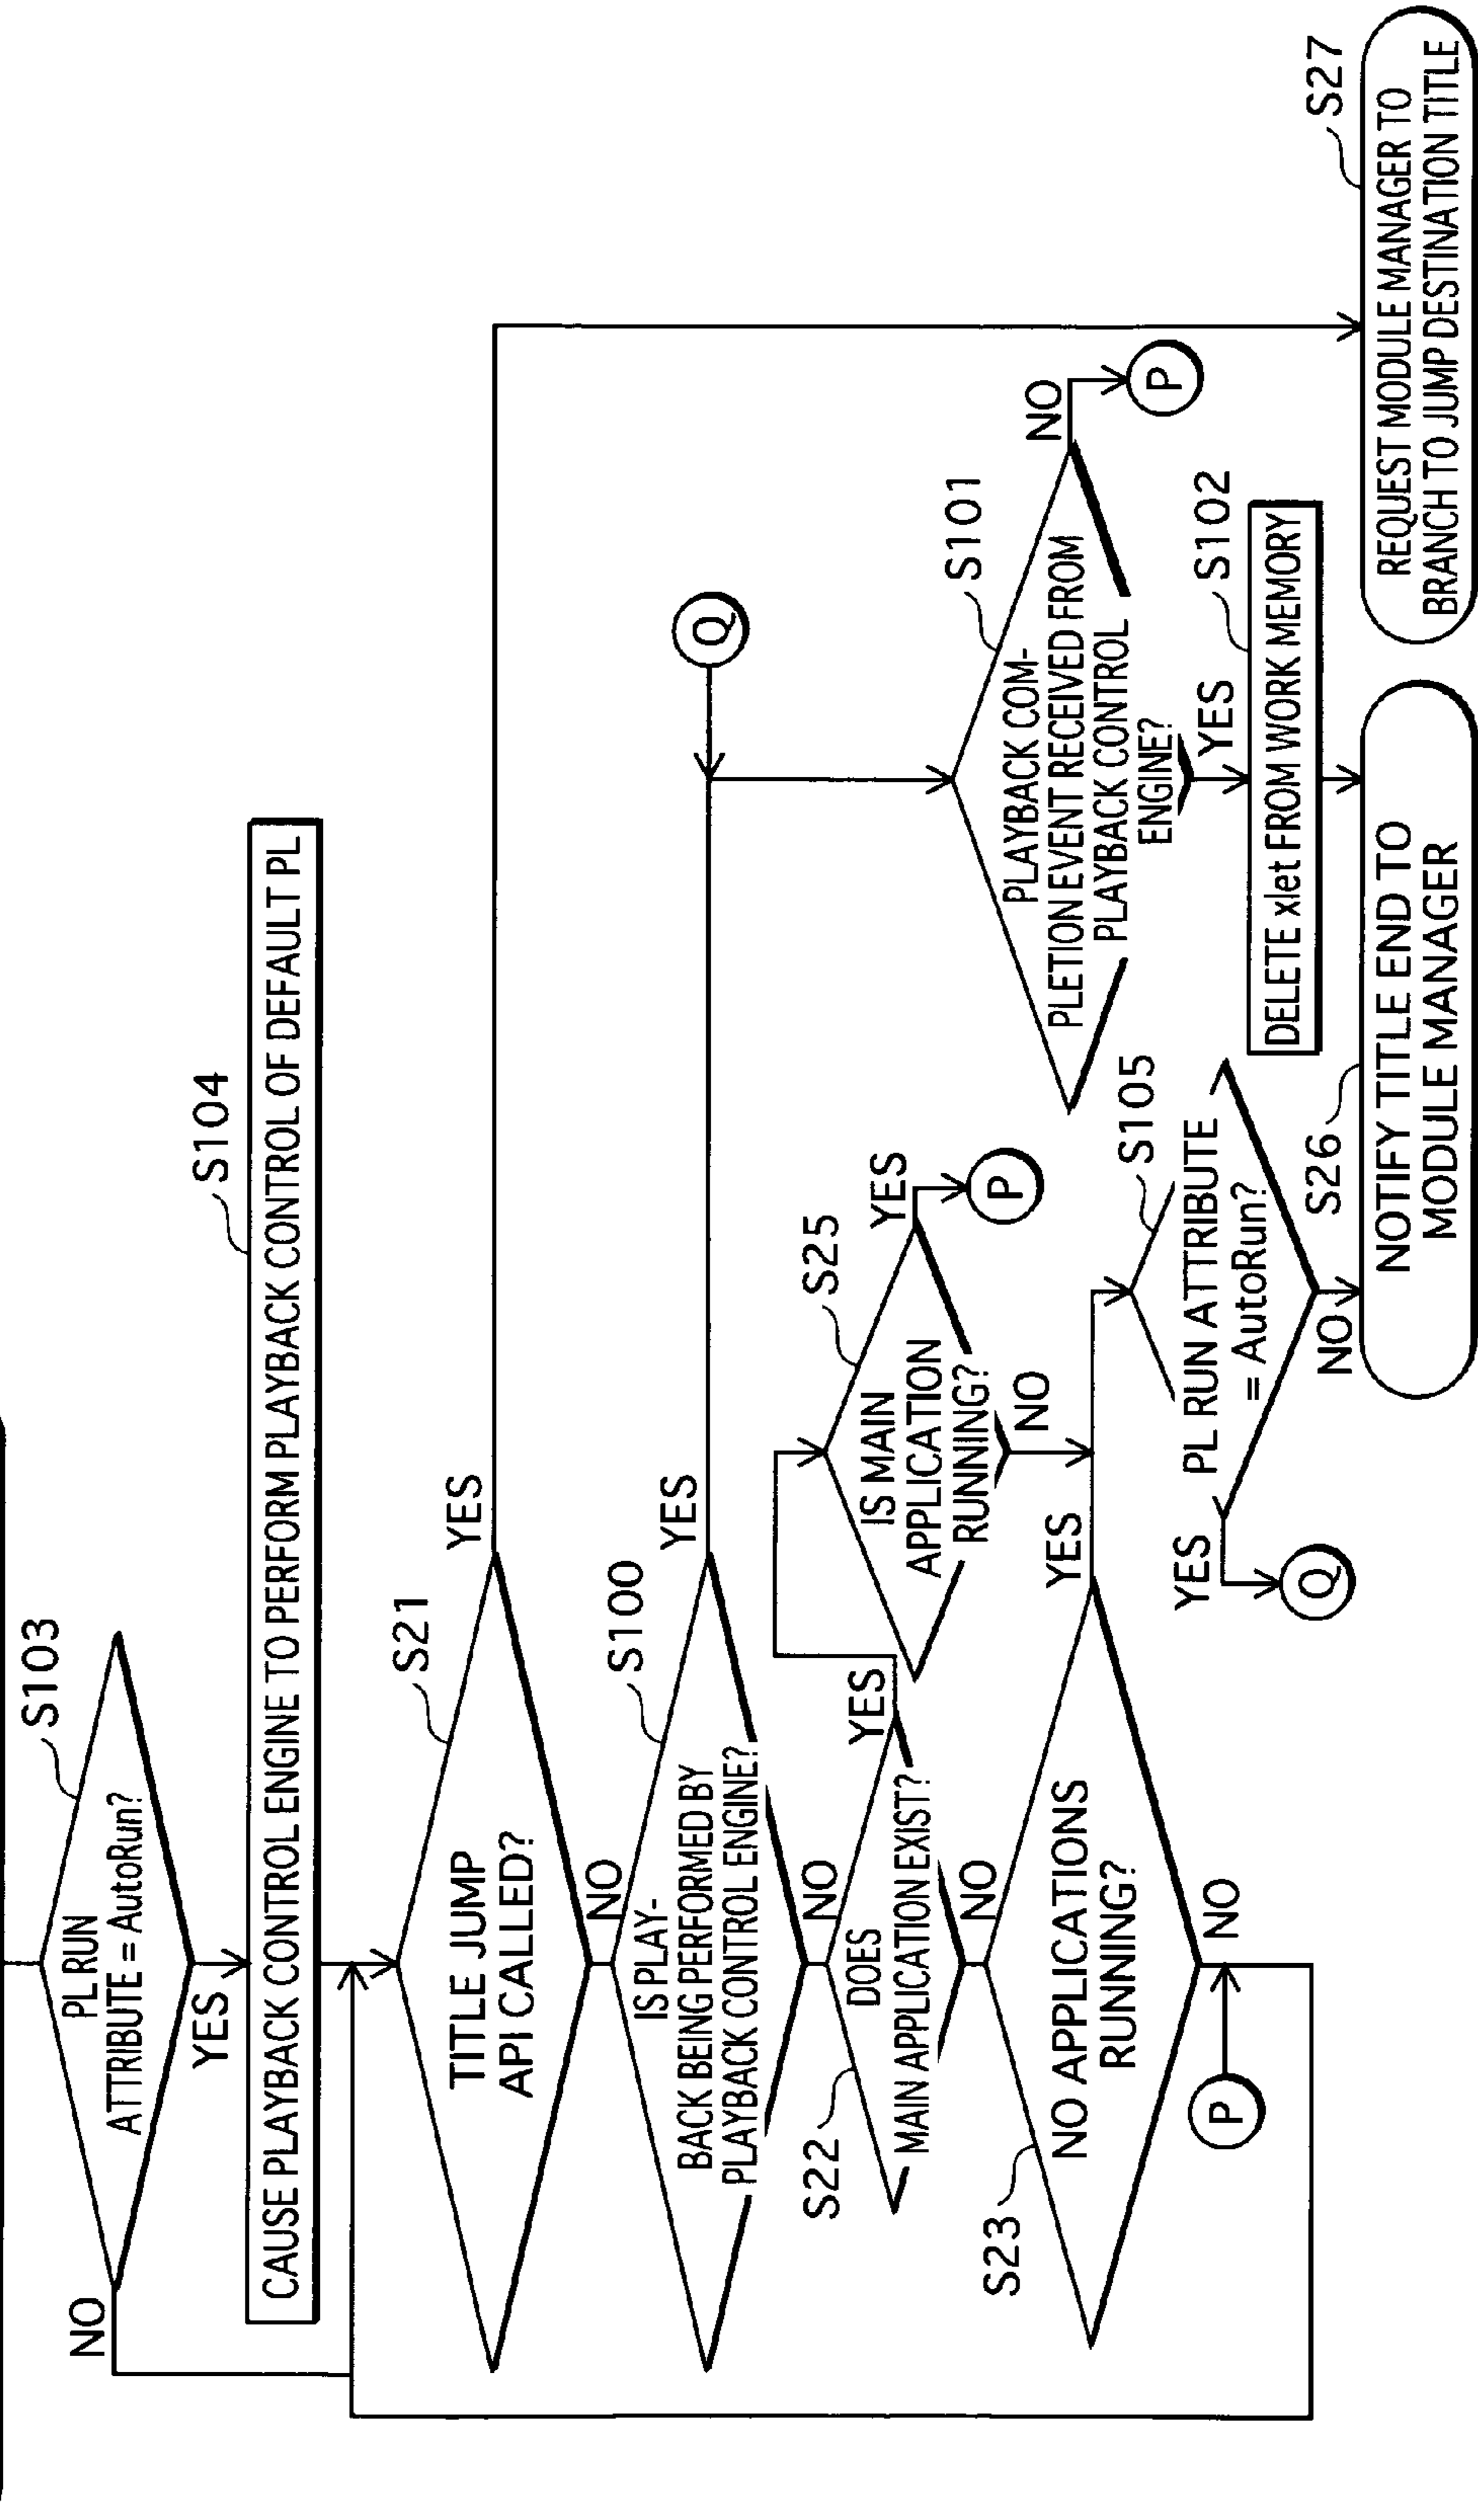 S103
PL RUN
ATTRIBUTE = AutoRun?
NO
YES
S104
CAUSE PLAYBACK CONTROL ENGINE TO PERFORM PLAYBACK CONTROL OF DEFAULT PL
S21
TITLE JUMP
API CALLED?
YES
NO
S100
IS PLAY-
BACK BEING PERFORMED BY
PLAYBACK CONTROL ENGINE?
YES
NO
Q
S22
DOES
MAIN APPLICATION EXIST?
YES
NO
S25
IS MAIN
APPLICATION
RUNNING?
YES
P
NO
S101
PLAYBACK COM-
PLETION EVENT RECEIVED FROM
PLAYBACK CONTROL
ENGINE?
NO
P
YES
S23
NO APPLICATIONS
RUNNING?
YES
NO
P
S105
PL RUN ATTRIBUTE
= AutoRun?
YES
Q
NO
S102
DELETE xlet FROM WORK MEMORY
S26
NOTIFY TITLE END TO
MODULE MANAGER
S27
REQUEST MODULE MANAGER TO
BRANCH TO JUMP DESTINATION TITLE